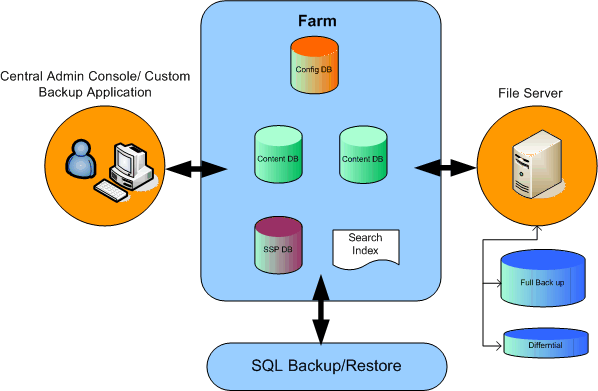 Farm
Config DB
Central Admin Console/ Custom
Backup Application
File Server
Content DB
Content DB
SSP DB
Search
Index
Full Back up
Differntial
SQL Backup/Restore